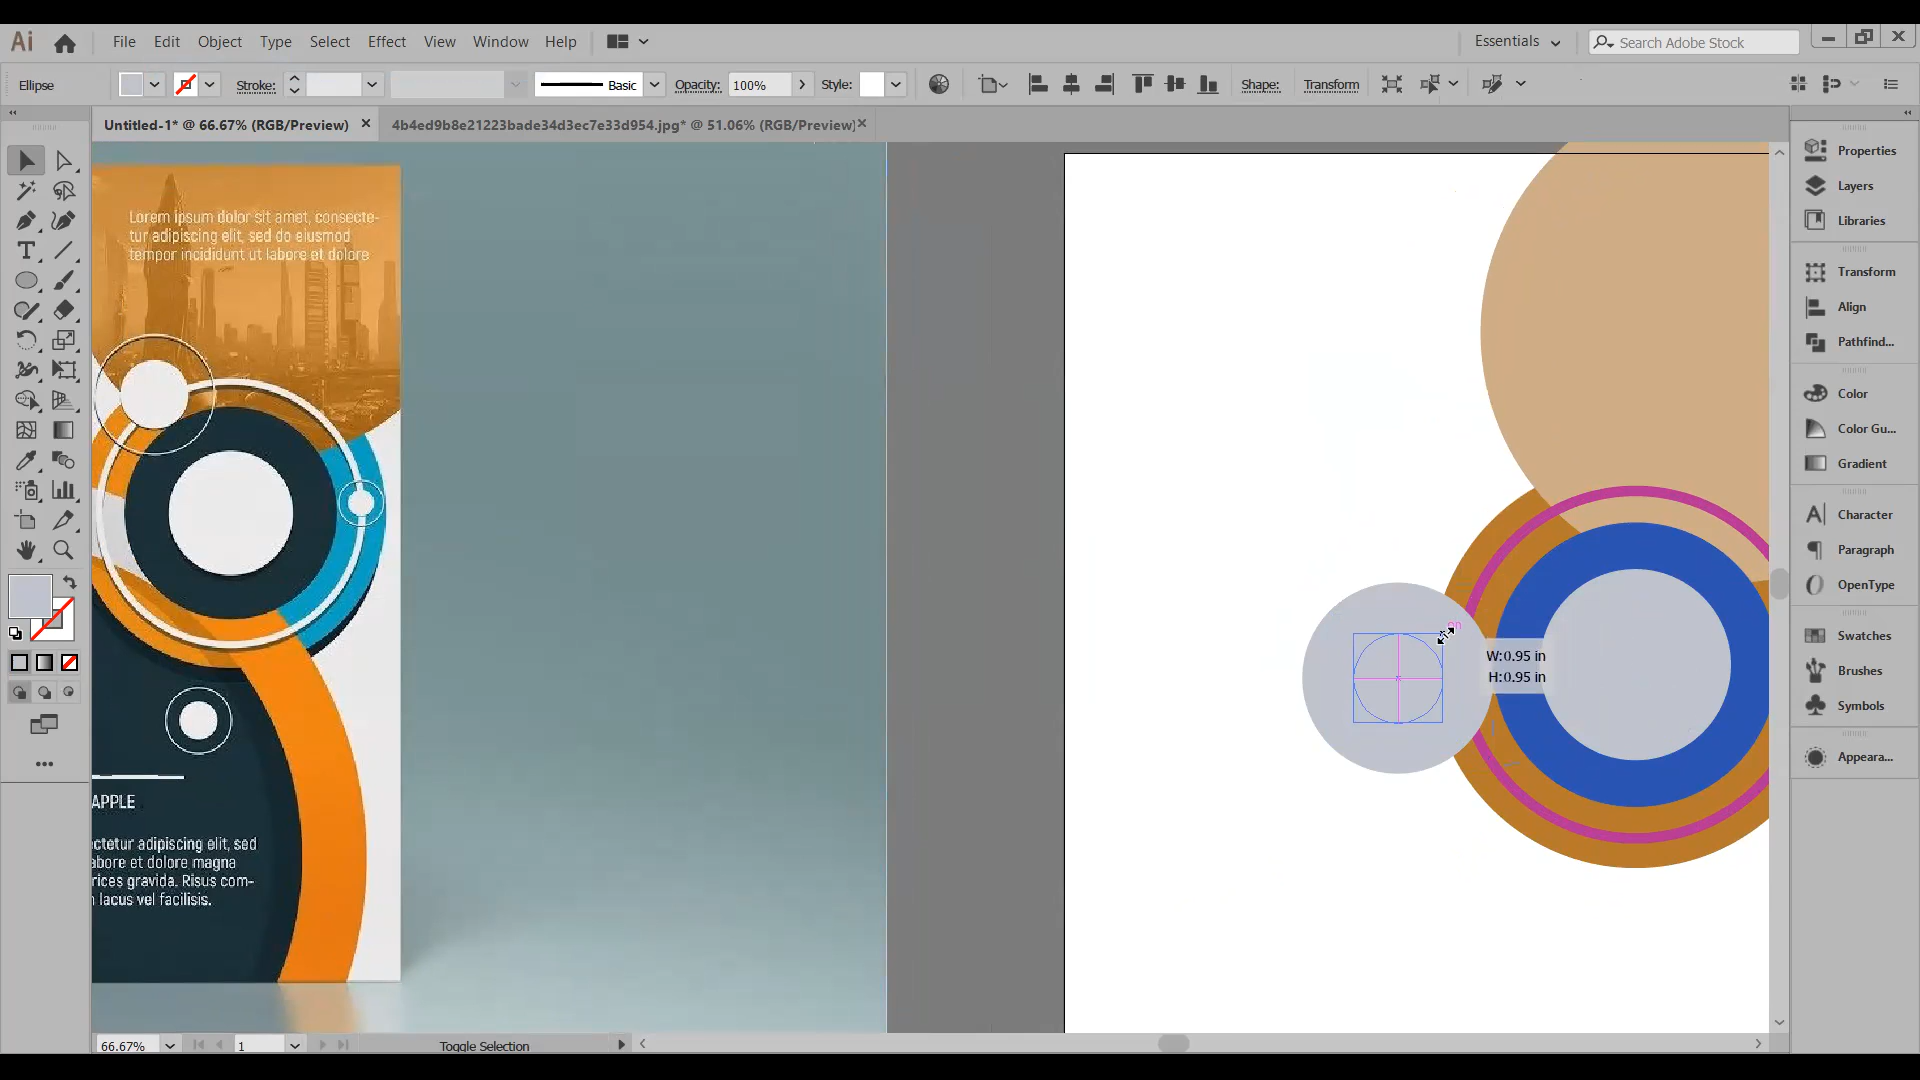 Ai
File Edit Object Type Select Effect View Window Help
Essentials
Search Adobe Stock
Ellipse
Stroke:
Basic
Opacity: 100%
Style:
Shape:
Transform
Untitled-1* @ 66.67% (RGB/Preview)
4b4ed9b8e21223bade34d3ec7e33d954.jpg* @ 51.06% (RGB/Preview)
Properties
Layers
Libraries
Transform
Align
Pathfind...
Color
Color Gu...
Gradient
Character
Paragraph
OpenType
Swatches
Brushes
Symbols
Appeara...
Lorem ipsum dolor sit amet, consecte-
tur adipiscing elit, sed do eiusmod
tempor incididunt ut labore et dolore
APPLE
ectetur adipiscing elit, sed
abore et dolore magna
rices gravida. Risus com-
n lacus vel facilisis.
W:0.95 in
H:0.95 in
66.67%
1
Toggle Selection